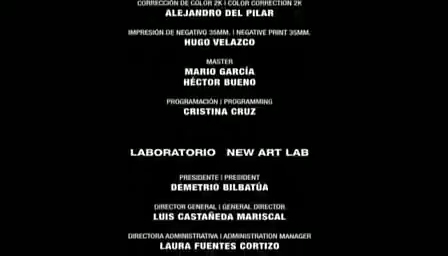 CORRECCIÓN DE COLOR 2K | COLOR CORRECTION 2K
ALEJANDRO DEL PILAR
IMPRESIÓN DE NEGATIVO 35MM. | NEGATIVE PRINT 35MM.
HUGO VELAZCO
MASTER
MARIO GARCÍA
HÉCTOR BUENO
PROGRAMACIÓN | PROGRAMMING
CRISTINA CRUZ
LABORATORIO NEW ART LAB
PRESIDENTE | PRESIDENT
DEMETRIO BILBATÚA
DIRECTOR GENERAL | GENERAL DIRECTOR
LUIS CASTAÑEDA MARISCAL
DIRECTORA ADMINISTRATIVA | ADMINISTRATION MANAGER
LAURA FUENTES CORTIZO